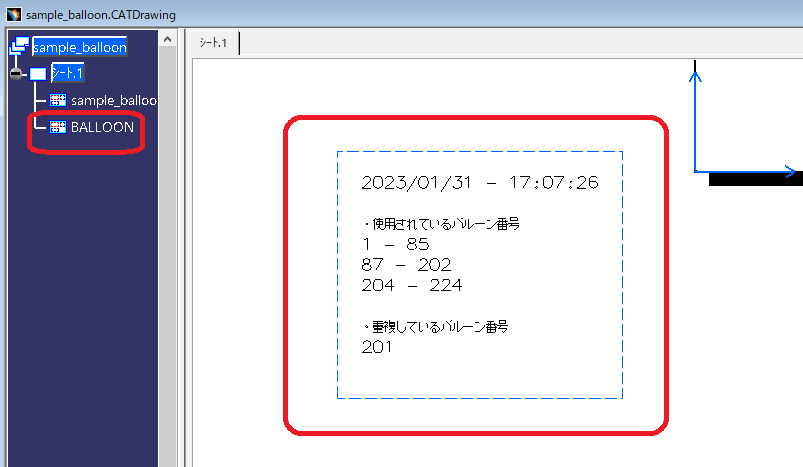 sample_balloon.CATDrawing
sample_balloon
シート.1
sample_balloo
BALLOON
シート.1
2023/01/31 - 17:07:26
・使用されているバルーン番号
1 - 85
87 - 202
204 - 224
・重複しているバルーン番号
201